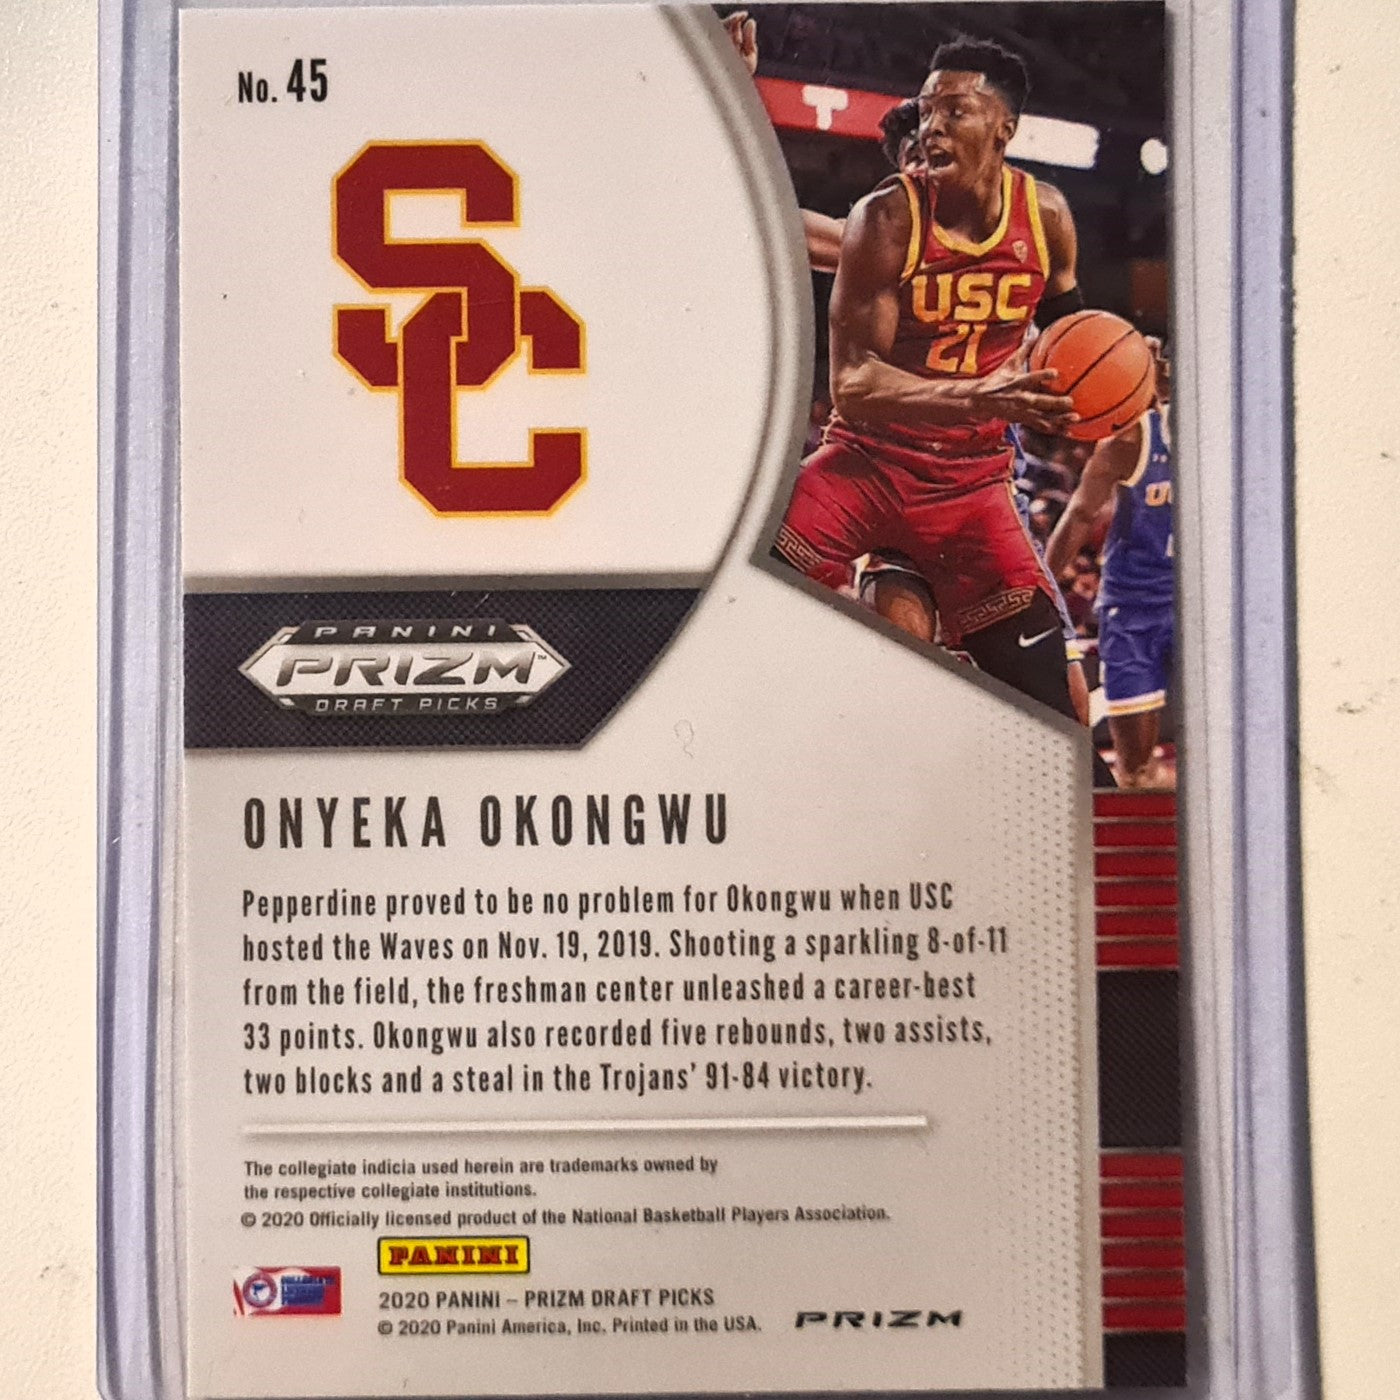 No. 45
SC
USC
21
PANINI
PRIZM™
DRAFT PICKS
ONYEKA OKONGWU
Pepperdine proved to be no problem for Okongwu when USC
hosted the Waves on Nov. 19, 2019. Shooting a sparkling 8-of-11
from the field, the freshman center unleashed a career-best
33 points. Okongwu also recorded five rebounds, two assists,
two blocks and a steal in the Trojans' 91-84 victory.
The collegiate indicia used herein are trademarks owned by
the respective collegiate institutions.
© 2020 Officially licensed product of the National Basketball Players Association.
PANINI
2020 PANINI – PRIZM DRAFT PICKS
© 2020 Panini America, Inc. Printed in the USA.
PRIZM